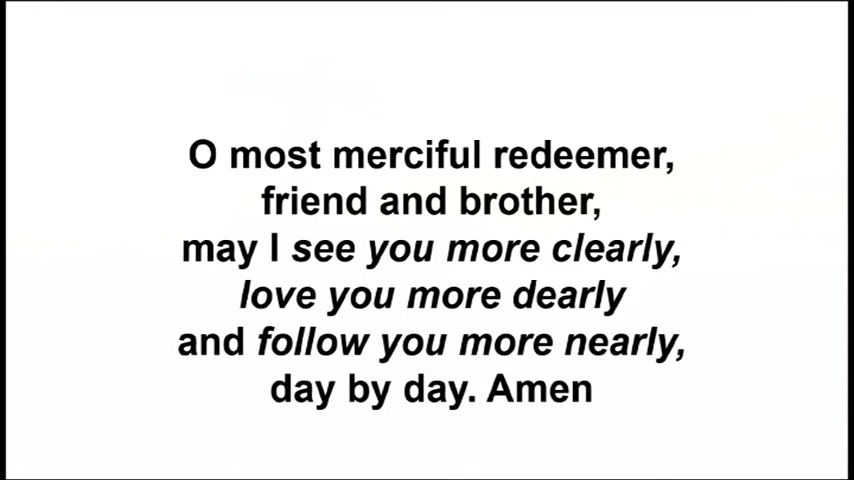 O most merciful redeemer,
friend and brother,
may I see you more clearly,
love you more dearly
and follow you more nearly,
day by day. Amen